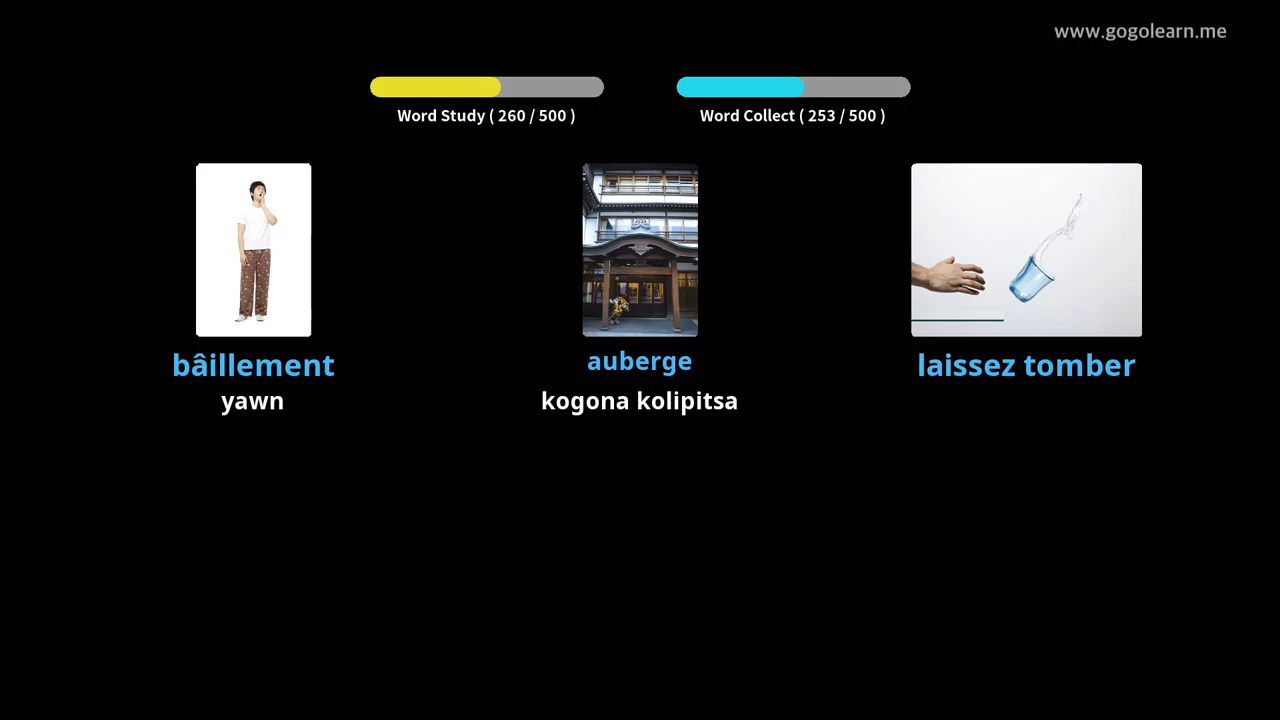 www.gogolearn.me
Word Study ( 260 / 500 )
Word Collect ( 253 / 500 )
bâillement
yawn
auberge
kogona kolipitsa
laissez tomber